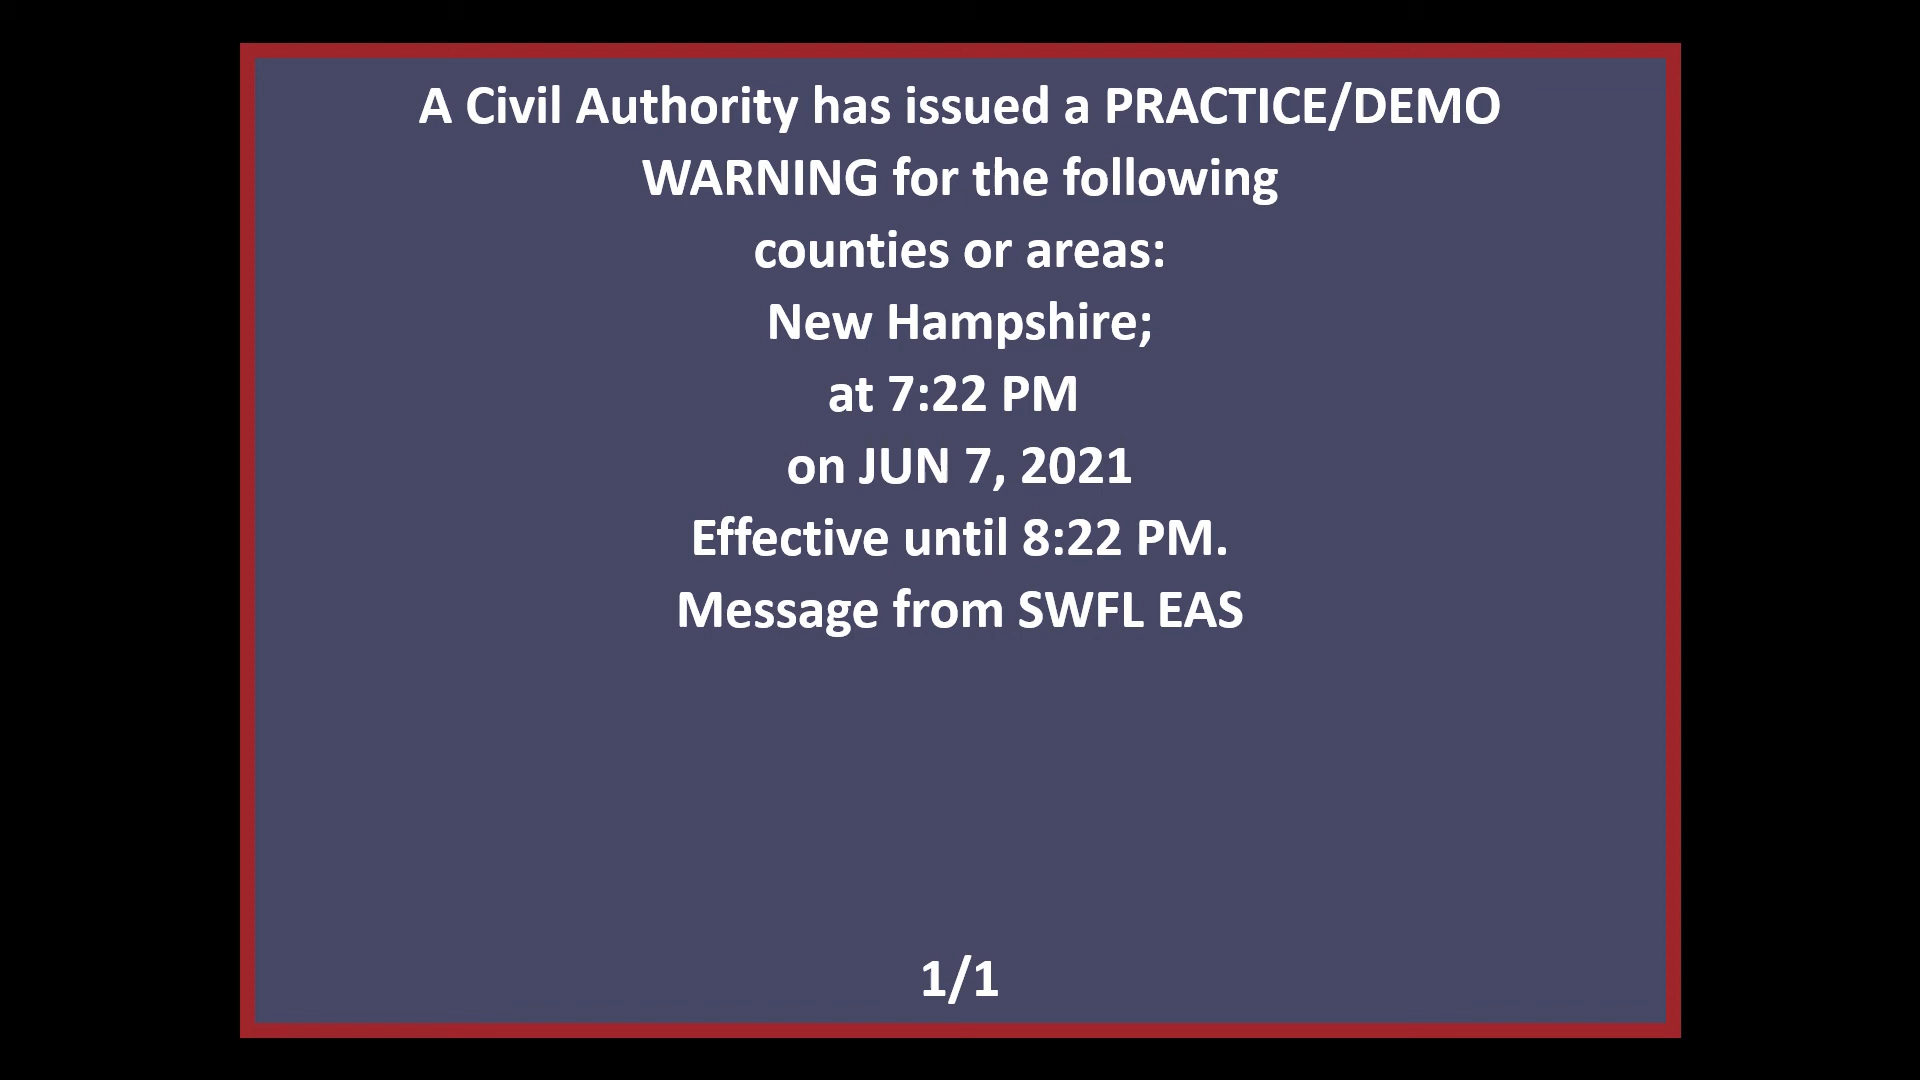 A Civil Authority has issued a PRACTICE/DEMO
WARNING for the following
counties or areas:
New Hampshire;
at 7:22 PM
on JUN 7, 2021
Effective until 8:22 PM.
Message from SWFL EAS
1/1